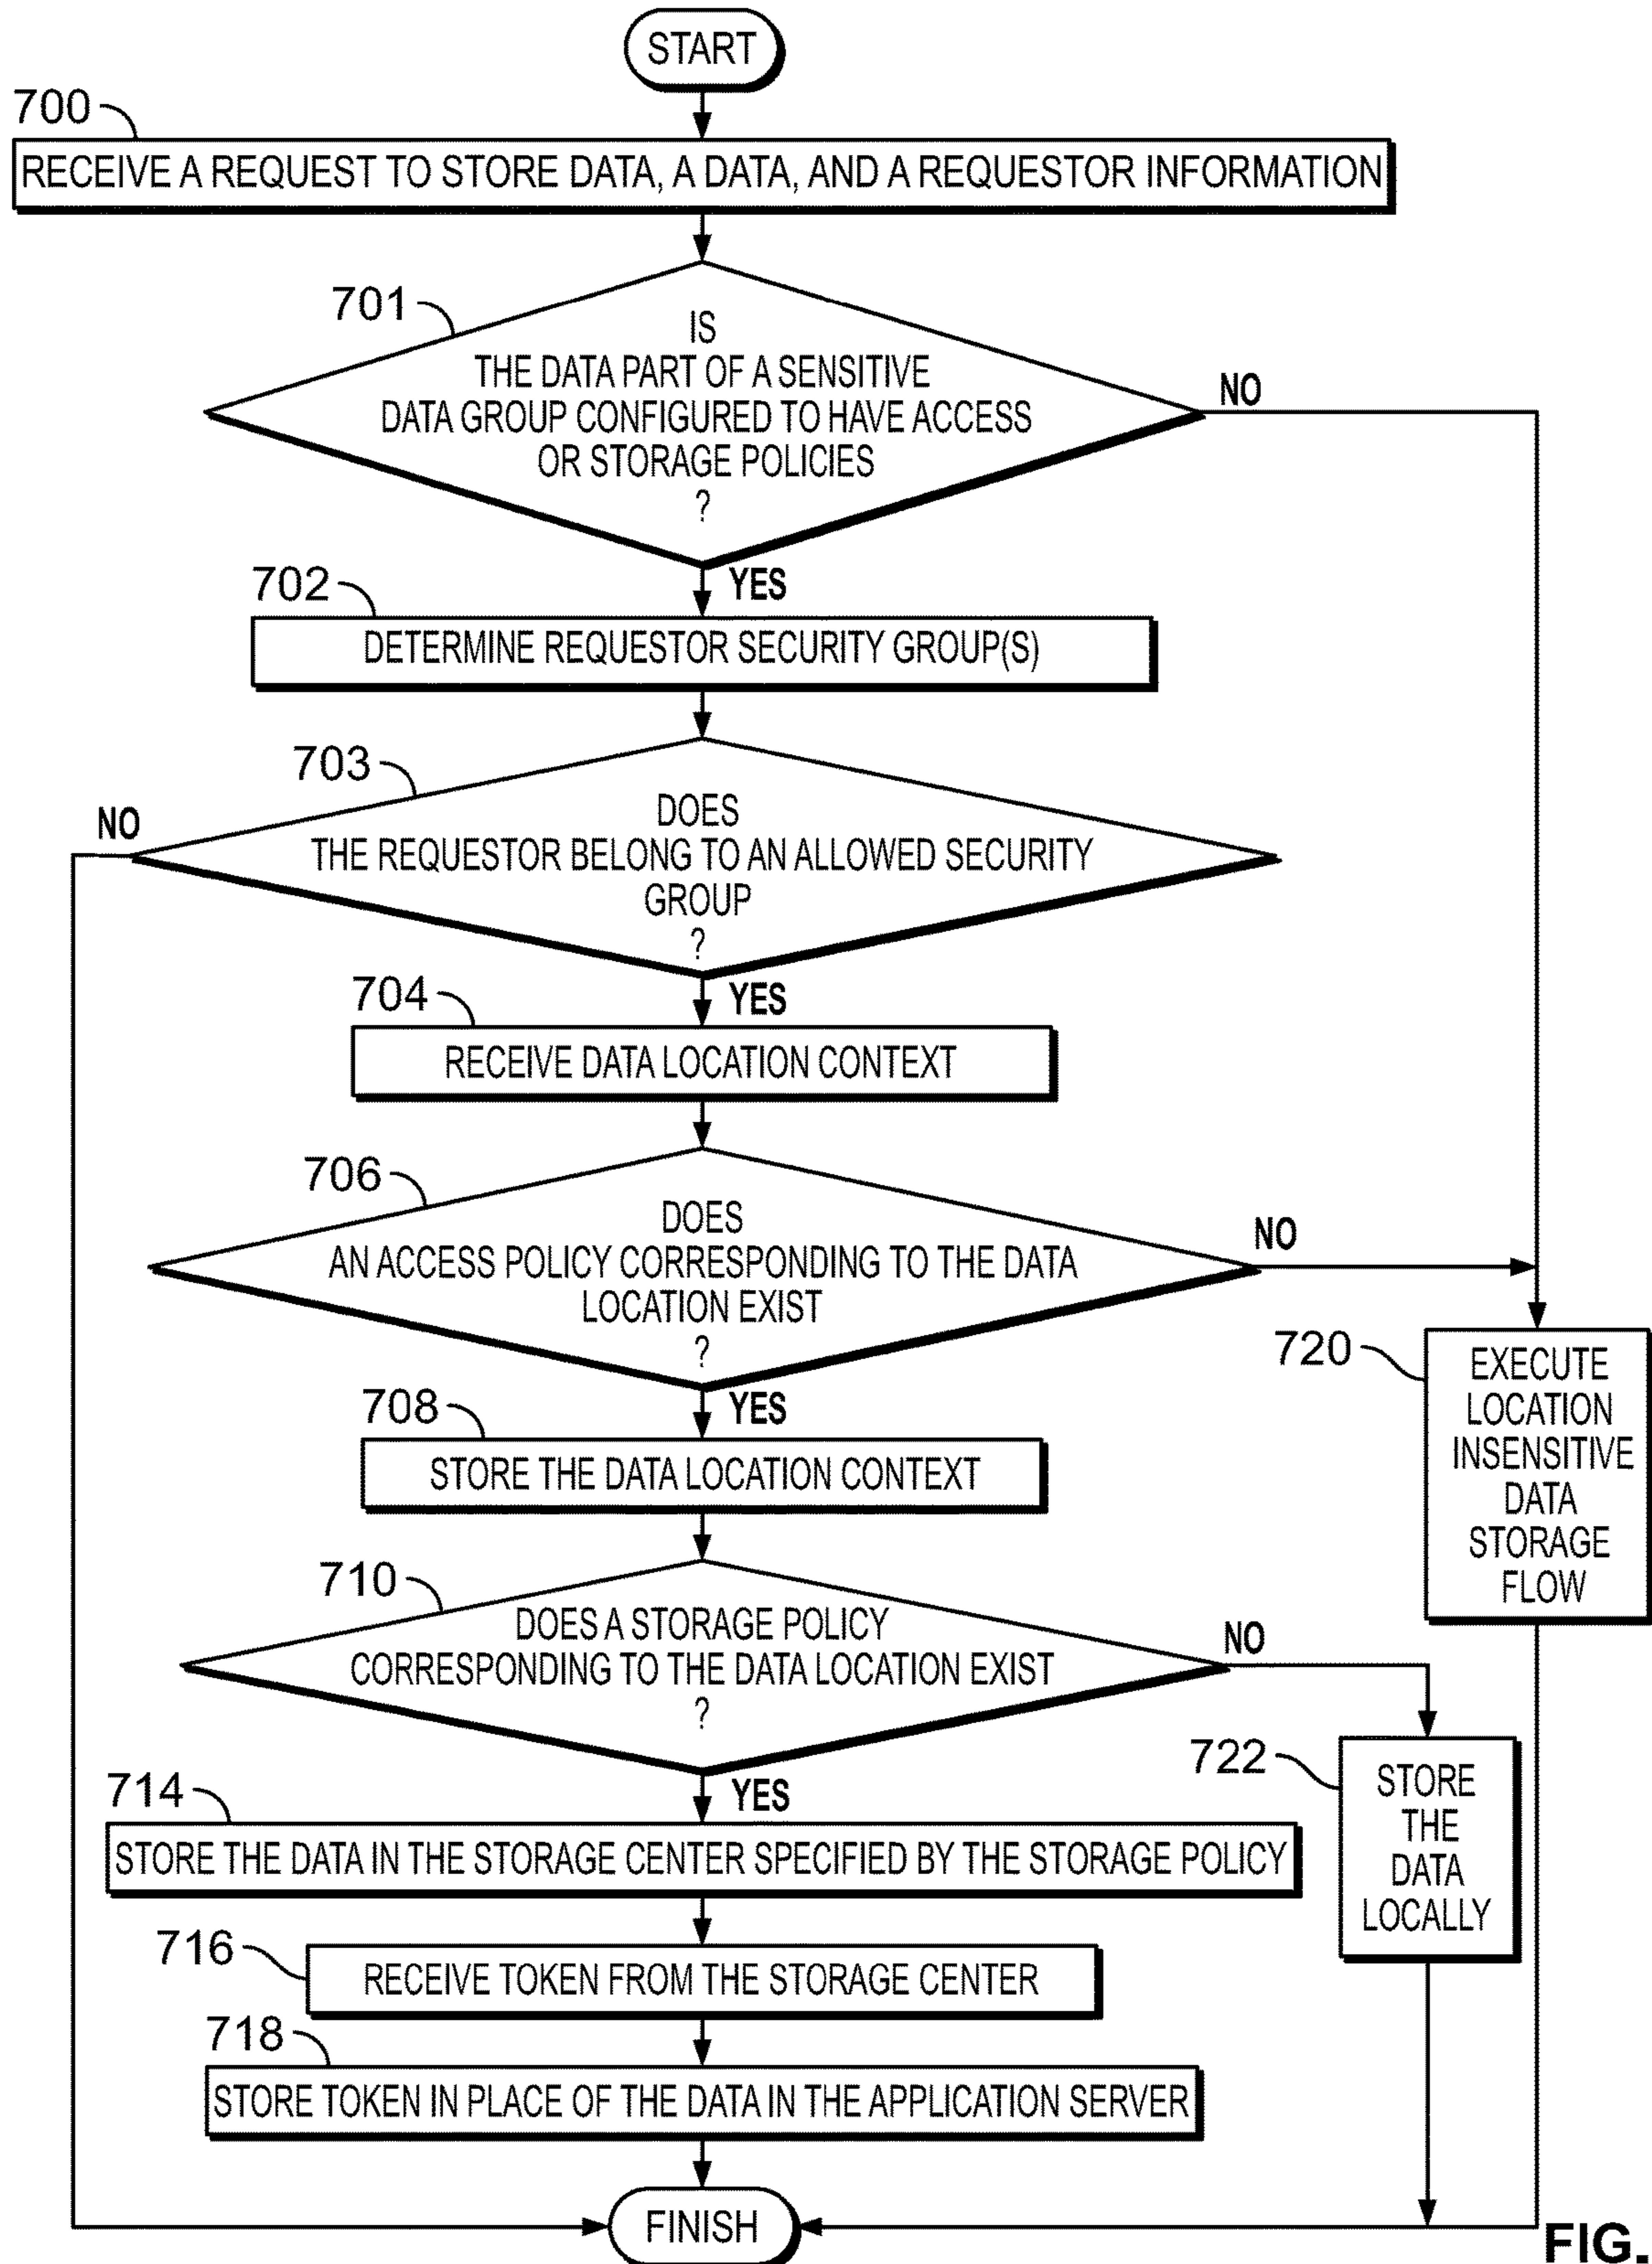 START
700
RECEIVE A REQUEST TO STORE DATA, A DATA, AND A REQUESTOR INFORMATION
701
IS
THE DATA PART OF A SENSITIVE
DATA GROUP CONFIGURED TO HAVE ACCESS
OR STORAGE POLICIES
?
NO
YES
702
DETERMINE REQUESTOR SECURITY GROUP(S)
703
NO
DOES
THE REQUESTOR BELONG TO AN ALLOWED SECURITY
GROUP
?
YES
704
RECEIVE DATA LOCATION CONTEXT
706
DOES
AN ACCESS POLICY CORRESPONDING TO THE DATA
LOCATION EXIST
?
NO
YES
720
EXECUTE
LOCATION
INSENSITIVE
DATA
STORAGE
FLOW
708
STORE THE DATA LOCATION CONTEXT
710
DOES A STORAGE POLICY
CORRESPONDING TO THE DATA LOCATION EXIST
?
NO
YES
722
STORE
THE
DATA
LOCALLY
714
STORE THE DATA IN THE STORAGE CENTER SPECIFIED BY THE STORAGE POLICY
716
RECEIVE TOKEN FROM THE STORAGE CENTER
718
STORE TOKEN IN PLACE OF THE DATA IN THE APPLICATION SERVER
FINISH
FIG.